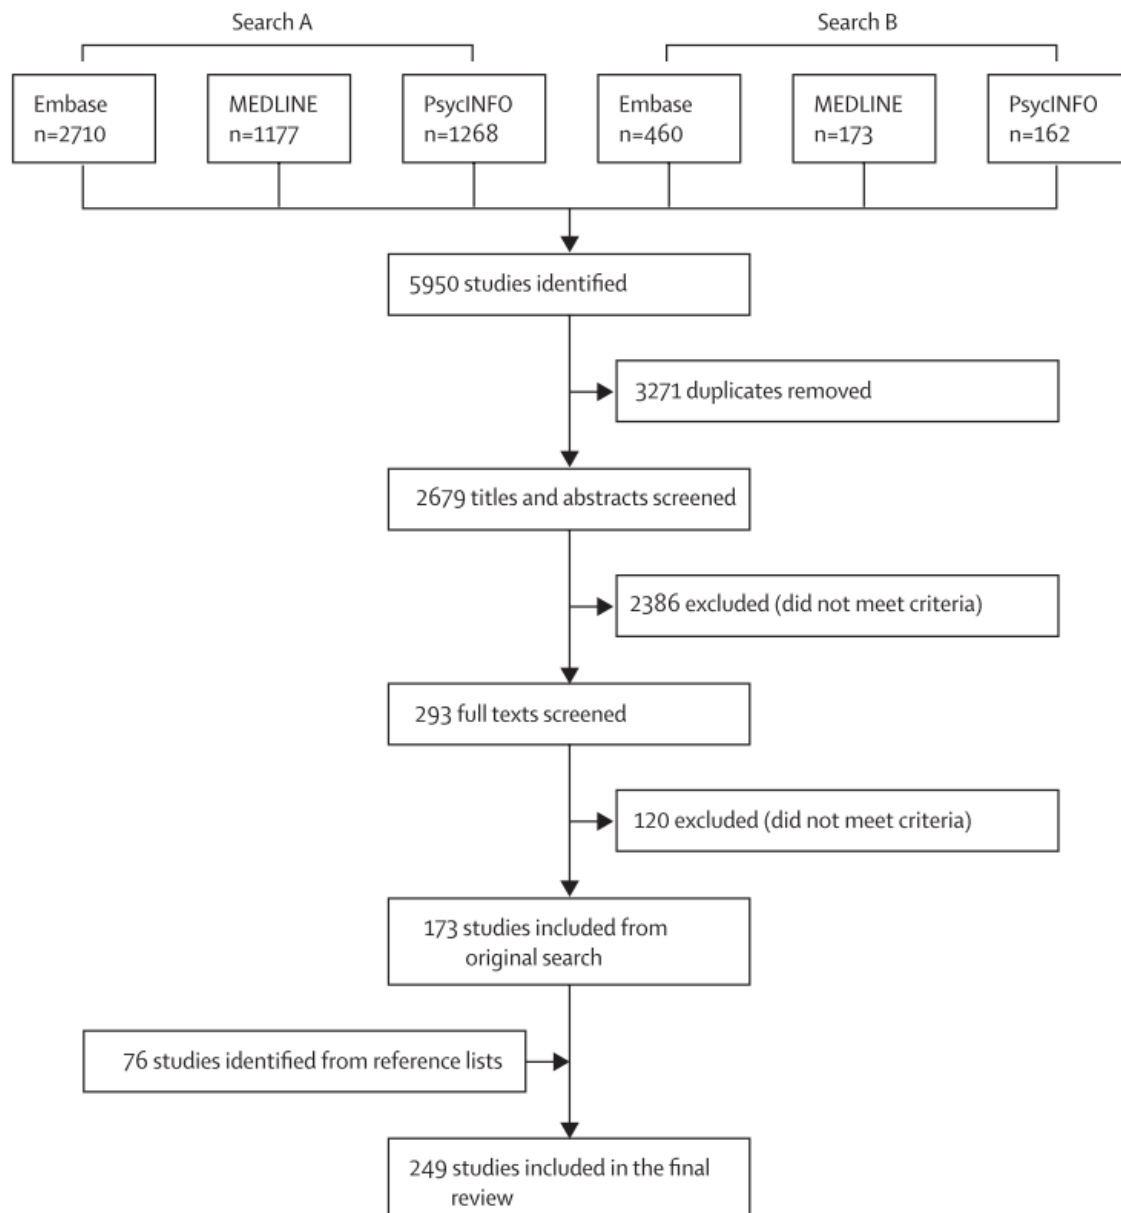 Search A
Search B
Embase
n=2710
MEDLINE
n=1177
PsycINFO
n=1268
Embase
n=460
MEDLINE
n=173
PsycINFO
n=162
5950 studies identified
3271 duplicates removed
2679 titles and abstracts screened
2386 excluded (did not meet criteria)
293 full texts screened
120 excluded (did not meet criteria)
173 studies included from
original search
76 studies identified from reference lists
249 studies included in the final
review